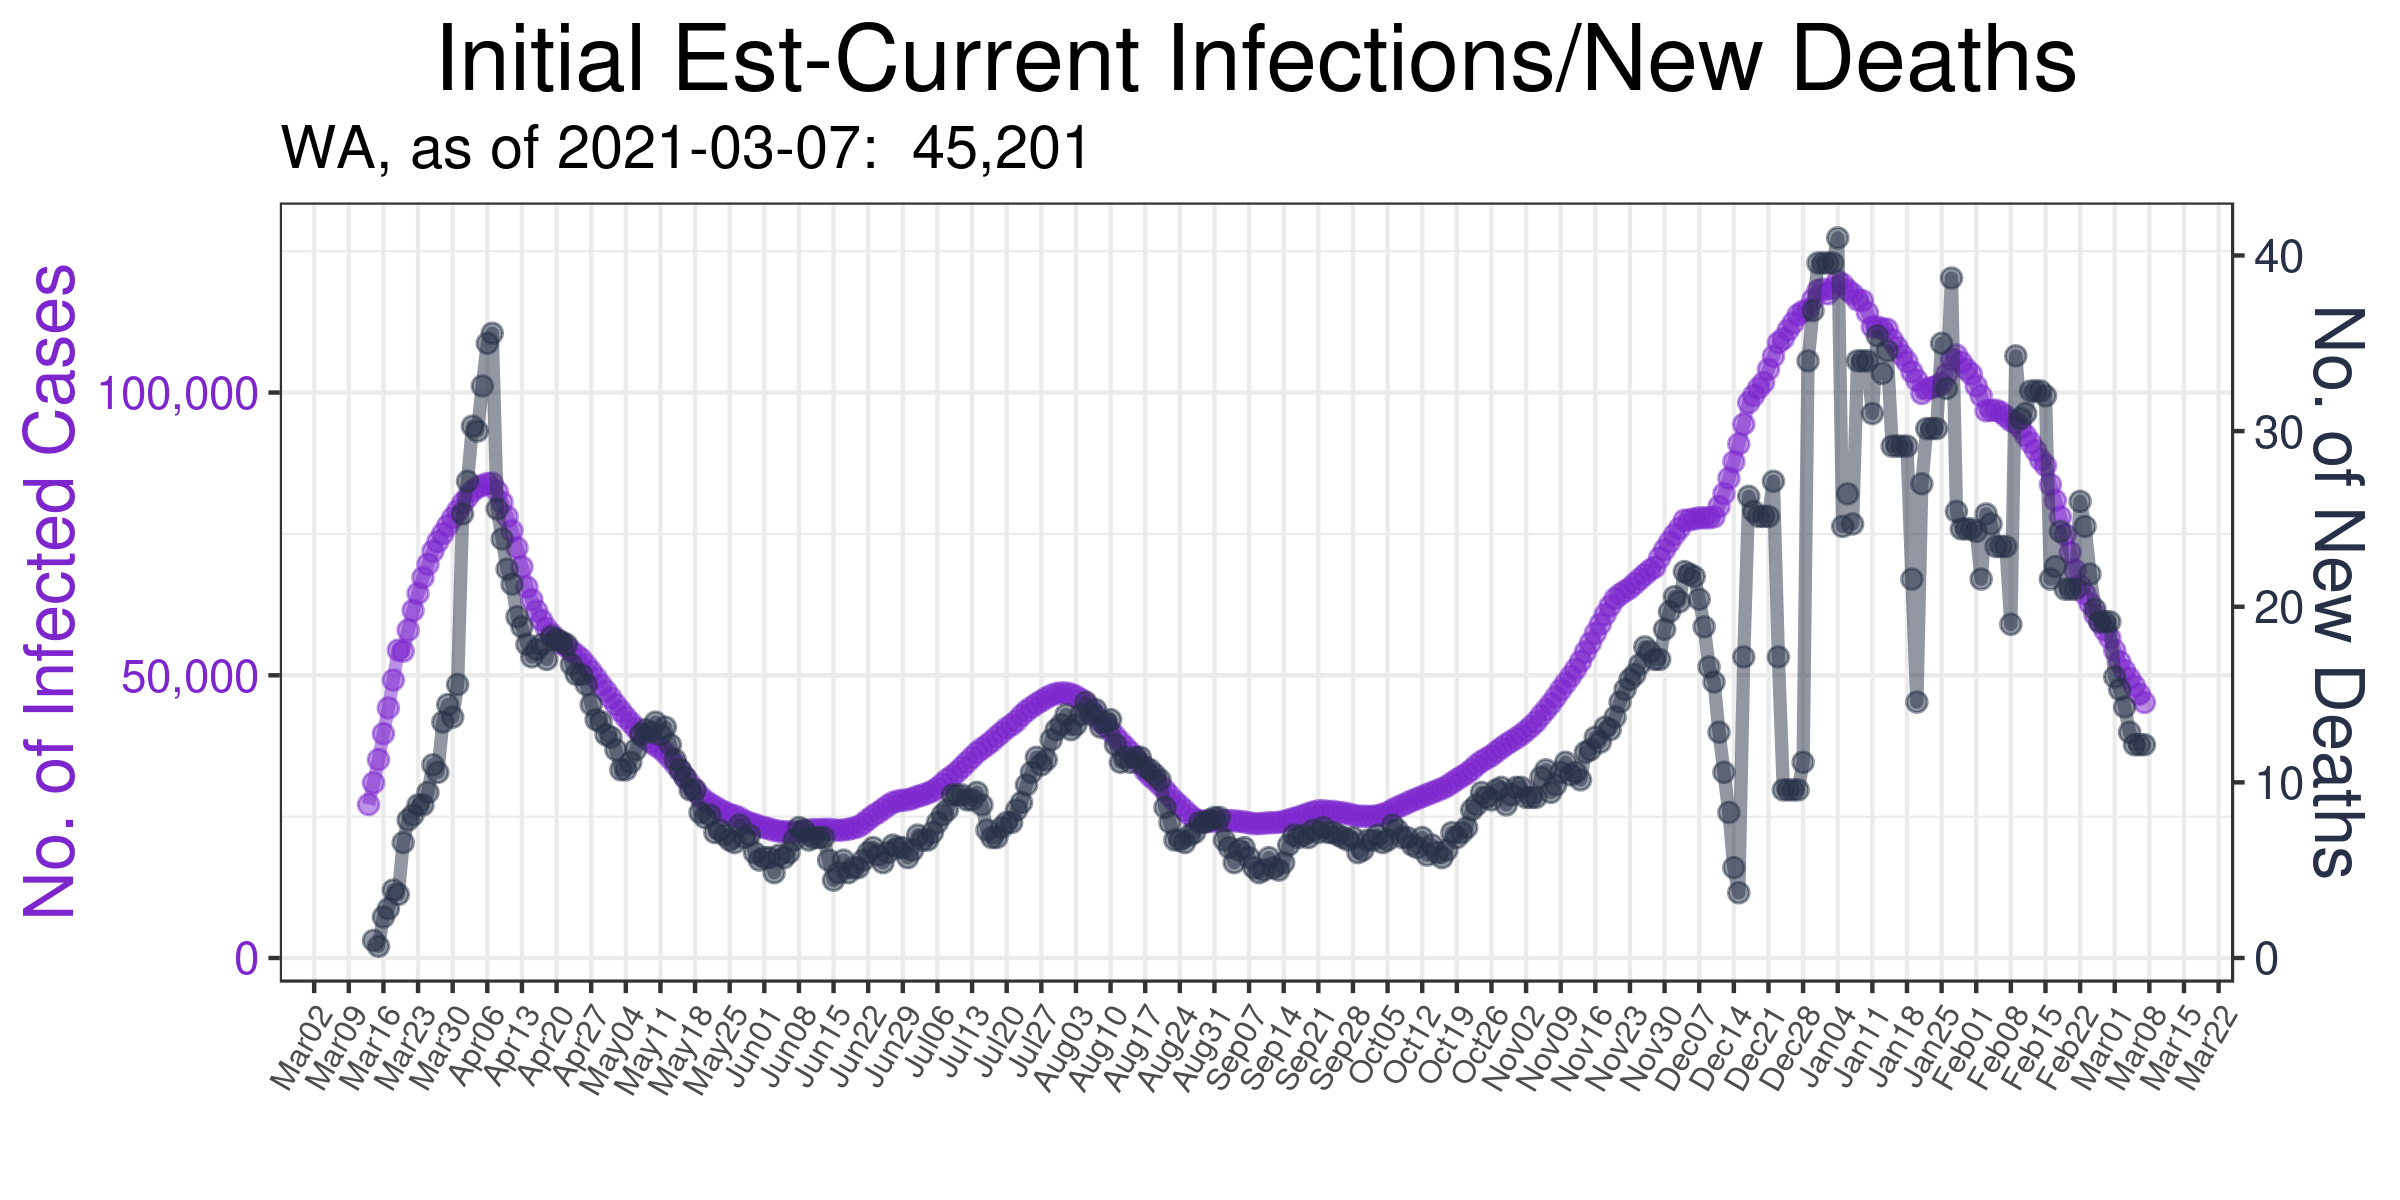 Initial Est-Current Infections/New Deaths
WA, as of 2021-03-07: 45,201
No. of Infected Cases
100,000
50,000
0
40
30
20
10
0
No. of New Deaths
Mar02
Mar09
Mar16
Mar23
Mar30
Apr06
Apr13
Apr20
Apr27
May04
May11
May18
May25
Jun01
Jun08
Jun15
Jun22
Jun29
Jul06
Jul13
Jul20
Jul27
Aug03
Aug10
Aug17
Aug24
Aug31
Sep07
Sep14
Sep21
Sep28
Oct05
Oct12
Oct19
Oct26
Nov02
Nov09
Nov16
Nov23
Nov30
Dec07
Dec14
Dec21
Dec28
Jan04
Jan11
Jan18
Jan25
Feb01
Feb08
Feb15
Feb22
Mar01
Mar08
Mar15
Mar22